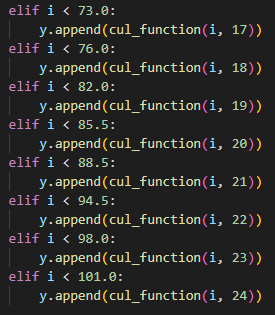 elif i < 73.0:
    y.append(cul_function(i, 17))
elif i < 76.0:
    y.append(cul_function(i, 18))
elif i < 82.0:
    y.append(cul_function(i, 19))
elif i < 85.5:
    y.append(cul_function(i, 20))
elif i < 88.5:
    y.append(cul_function(i, 21))
elif i < 94.5:
    y.append(cul_function(i, 22))
elif i < 98.0:
    y.append(cul_function(i, 23))
elif i < 101.0:
    y.append(cul_function(i, 24))